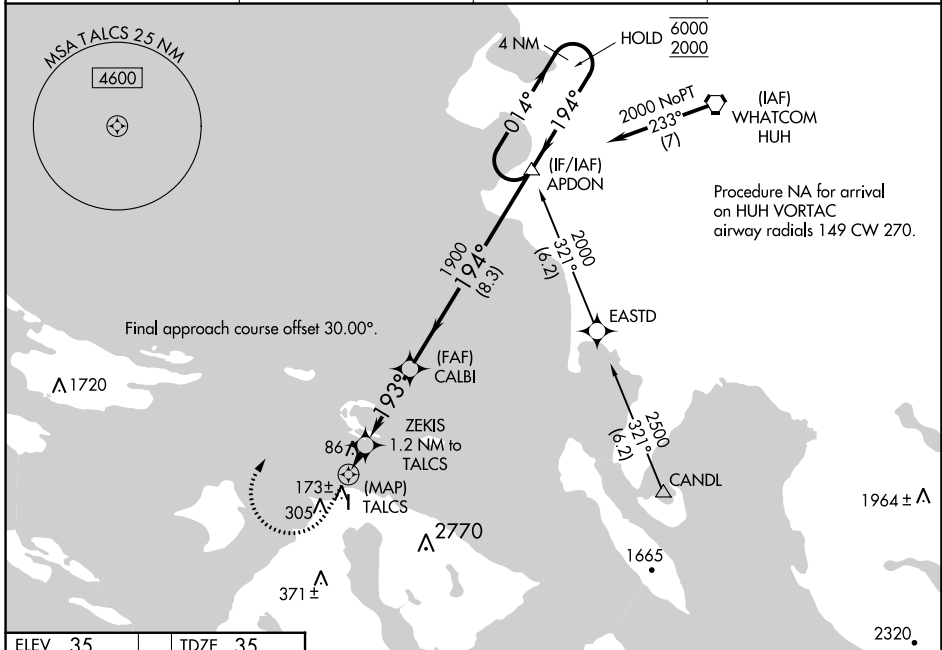 MSA TALCS 25 NM
4600
4 NM
HOLD
6000
2000
014°
194°
2000 NoPT
233°
(7)
(IAF)
WHATCOM
HUH
(IF/IAF)
APDON
Procedure NA for arrival
on HUH VORTAC
airway radials 149 CW 270.
1900
194°
(8.3)
2000
321°
(6.2)
EASTD
Final approach course offset 30.00°.
(FAF)
CALBI
1720
193°
ZEKIS
1.2 NM to
TALCS
86
2500
321°
(6.2)
CANDL
173±
(MAP)
TALCS
305
1964 ±
2770
1665
371 ±
2320
ELEV 35
TDZE 35